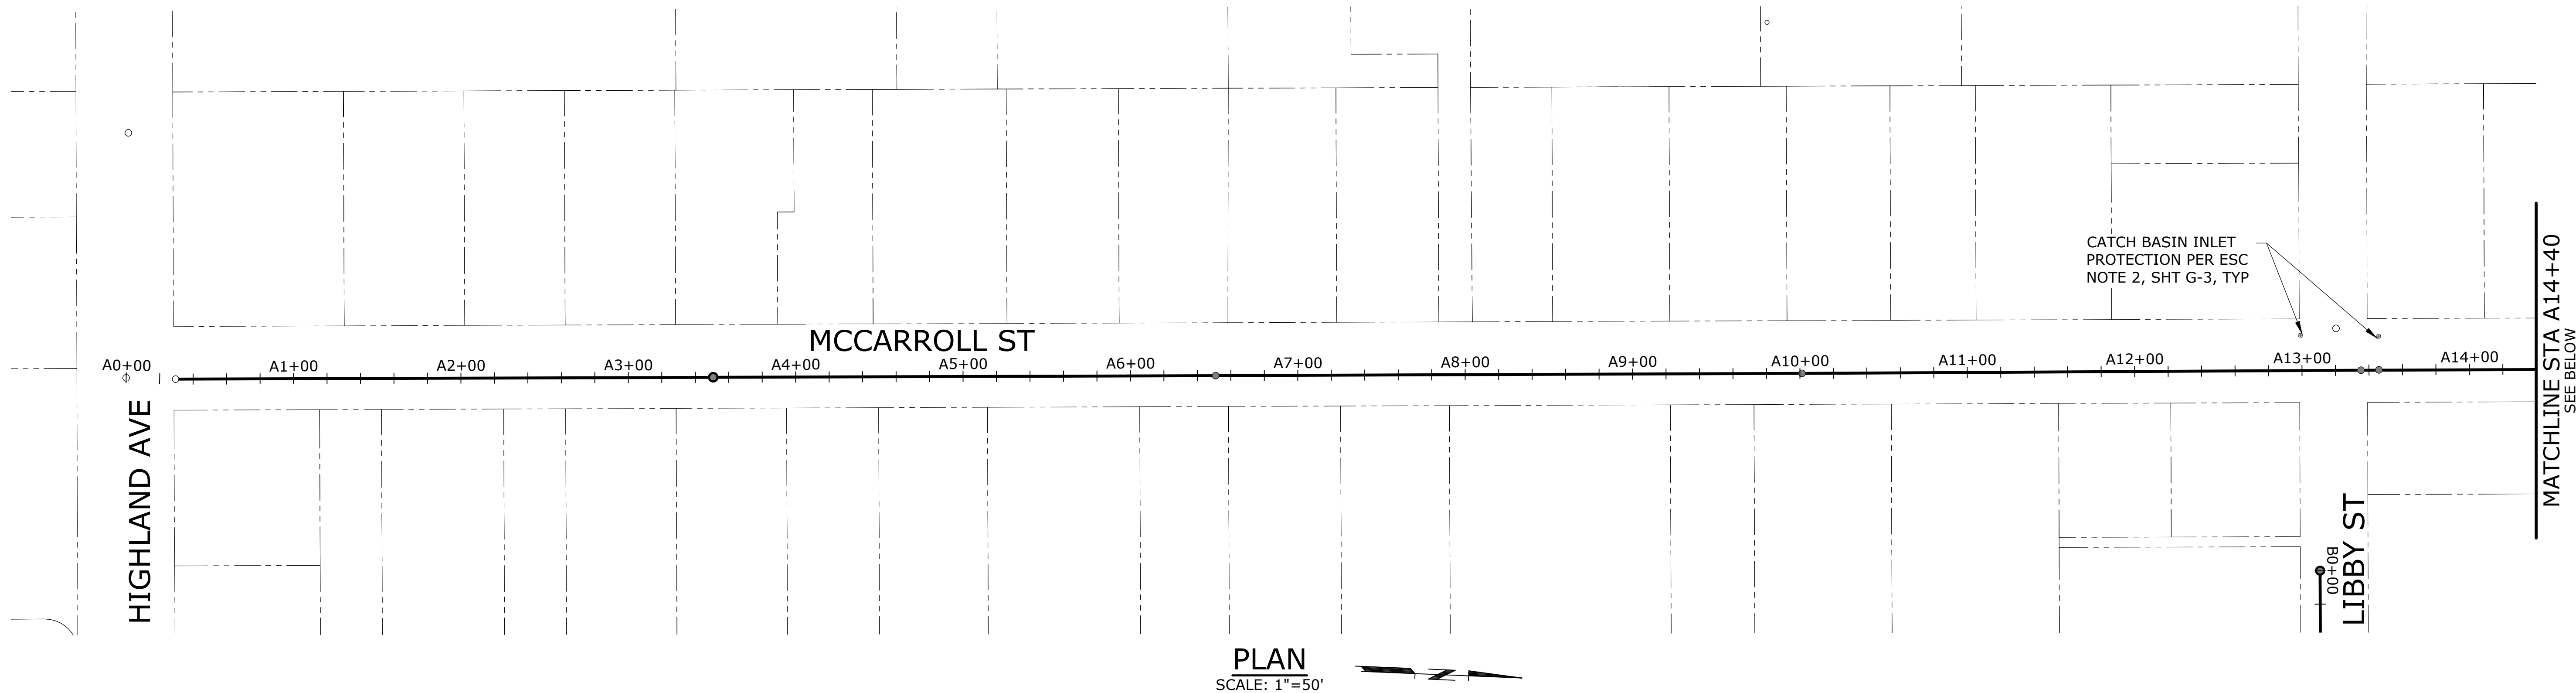 CATCH BASIN INLET
PROTECTION PER ESC
NOTE 2, SHT G-3, TYP
MCCARROLL ST
A0+00
A1+00
A2+00
A3+00
A4+00
A5+00
A6+00
A7+00
A8+00
A9+00
A10+00
A11+00
A12+00
A13+00
A14+00
MATCHLINE STA A14+40
SEE BELOW
HIGHLAND AVE
B0+00
LIBBY ST
PLAN
SCALE: 1"=50'
N